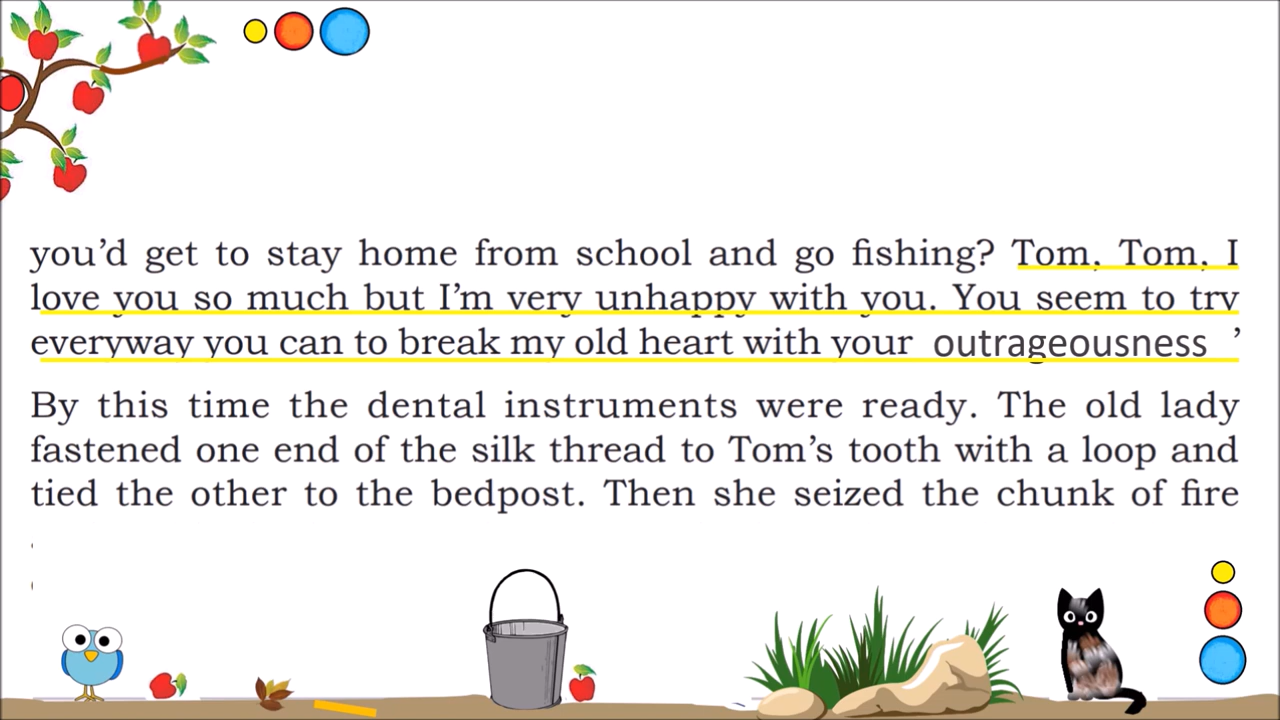 you’d get to stay home from school and go fishing? Tom, Tom, I
love you so much but I’m very unhappy with you. You seem to try
everyway you can to break my old heart with your outrageousness ’
By this time the dental instruments were ready. The old lady
fastened one end of the silk thread to Tom’s tooth with a loop and
tied the other to the bedpost. Then she seized the chunk of fire